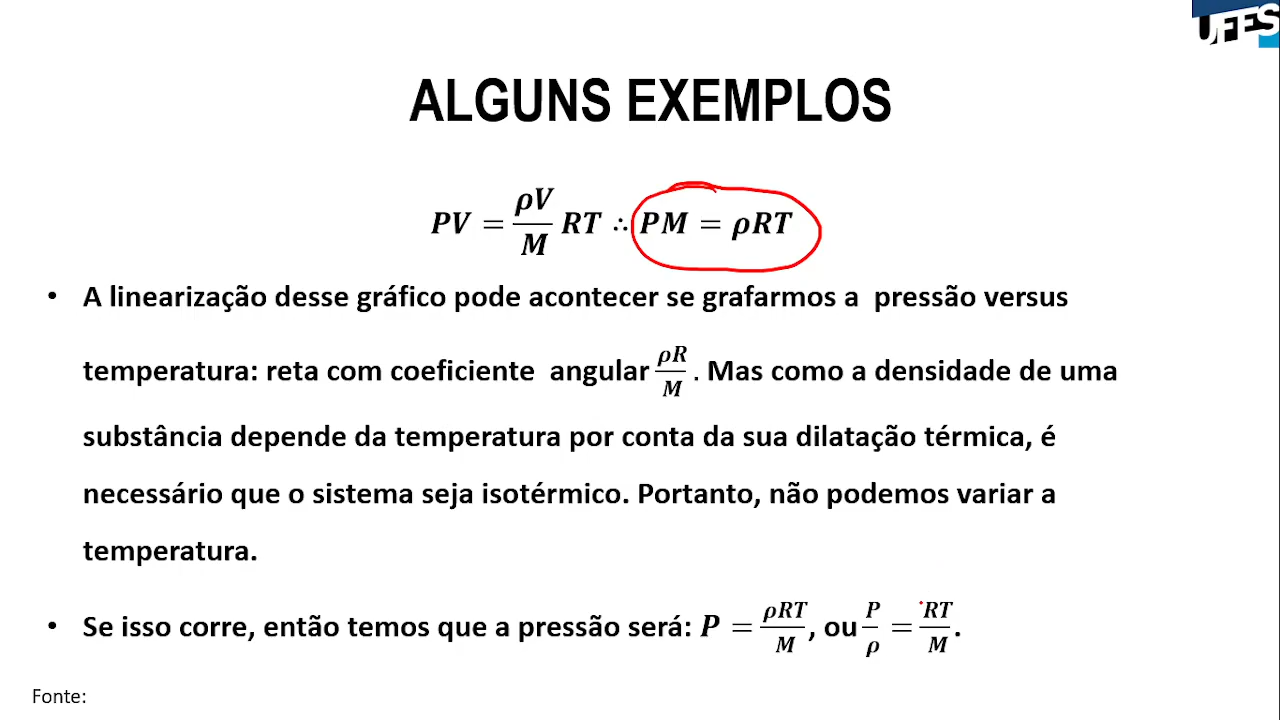 UFES
ALGUNS EXEMPLOS
PV = ρV/M RT ∴ PM = ρRT
• A linearização desse gráfico pode acontecer se grafarmos a pressão versus
temperatura: reta com coeficiente angular ρR/M . Mas como a densidade de uma
substância depende da temperatura por conta da sua dilatação térmica, é
necessário que o sistema seja isotérmico. Portanto, não podemos variar a
temperatura.
• Se isso corre, então temos que a pressão será: P = ρRT/M, ou P/ρ = RT/M.
Fonte: